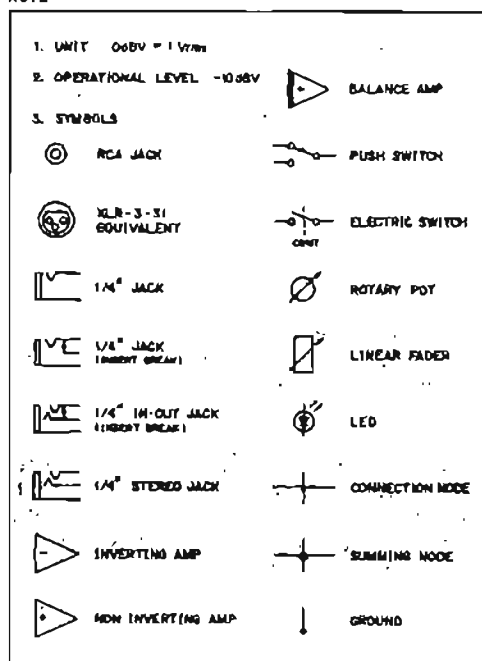 NOTE
1. UNIT 0dBV = 1 Vrms
2. OPERATIONAL LEVEL -10dBV
3. SYMBOLS
RCA JACK
XLR-3-31
EQUIVALENT
1/4" JACK
1/4" JACK
(INSERT BREAK)
1/4" IN-OUT JACK
(INSERT BREAK)
1/4" STEREO JACK
INVERTING AMP
NON INVERTING AMP
BALANCE AMP
PUSH SWITCH
ELECTRIC SWITCH
ROTARY POT
LINEAR FADER
LED
CONNECTION NODE
SUMMING NODE
GROUND